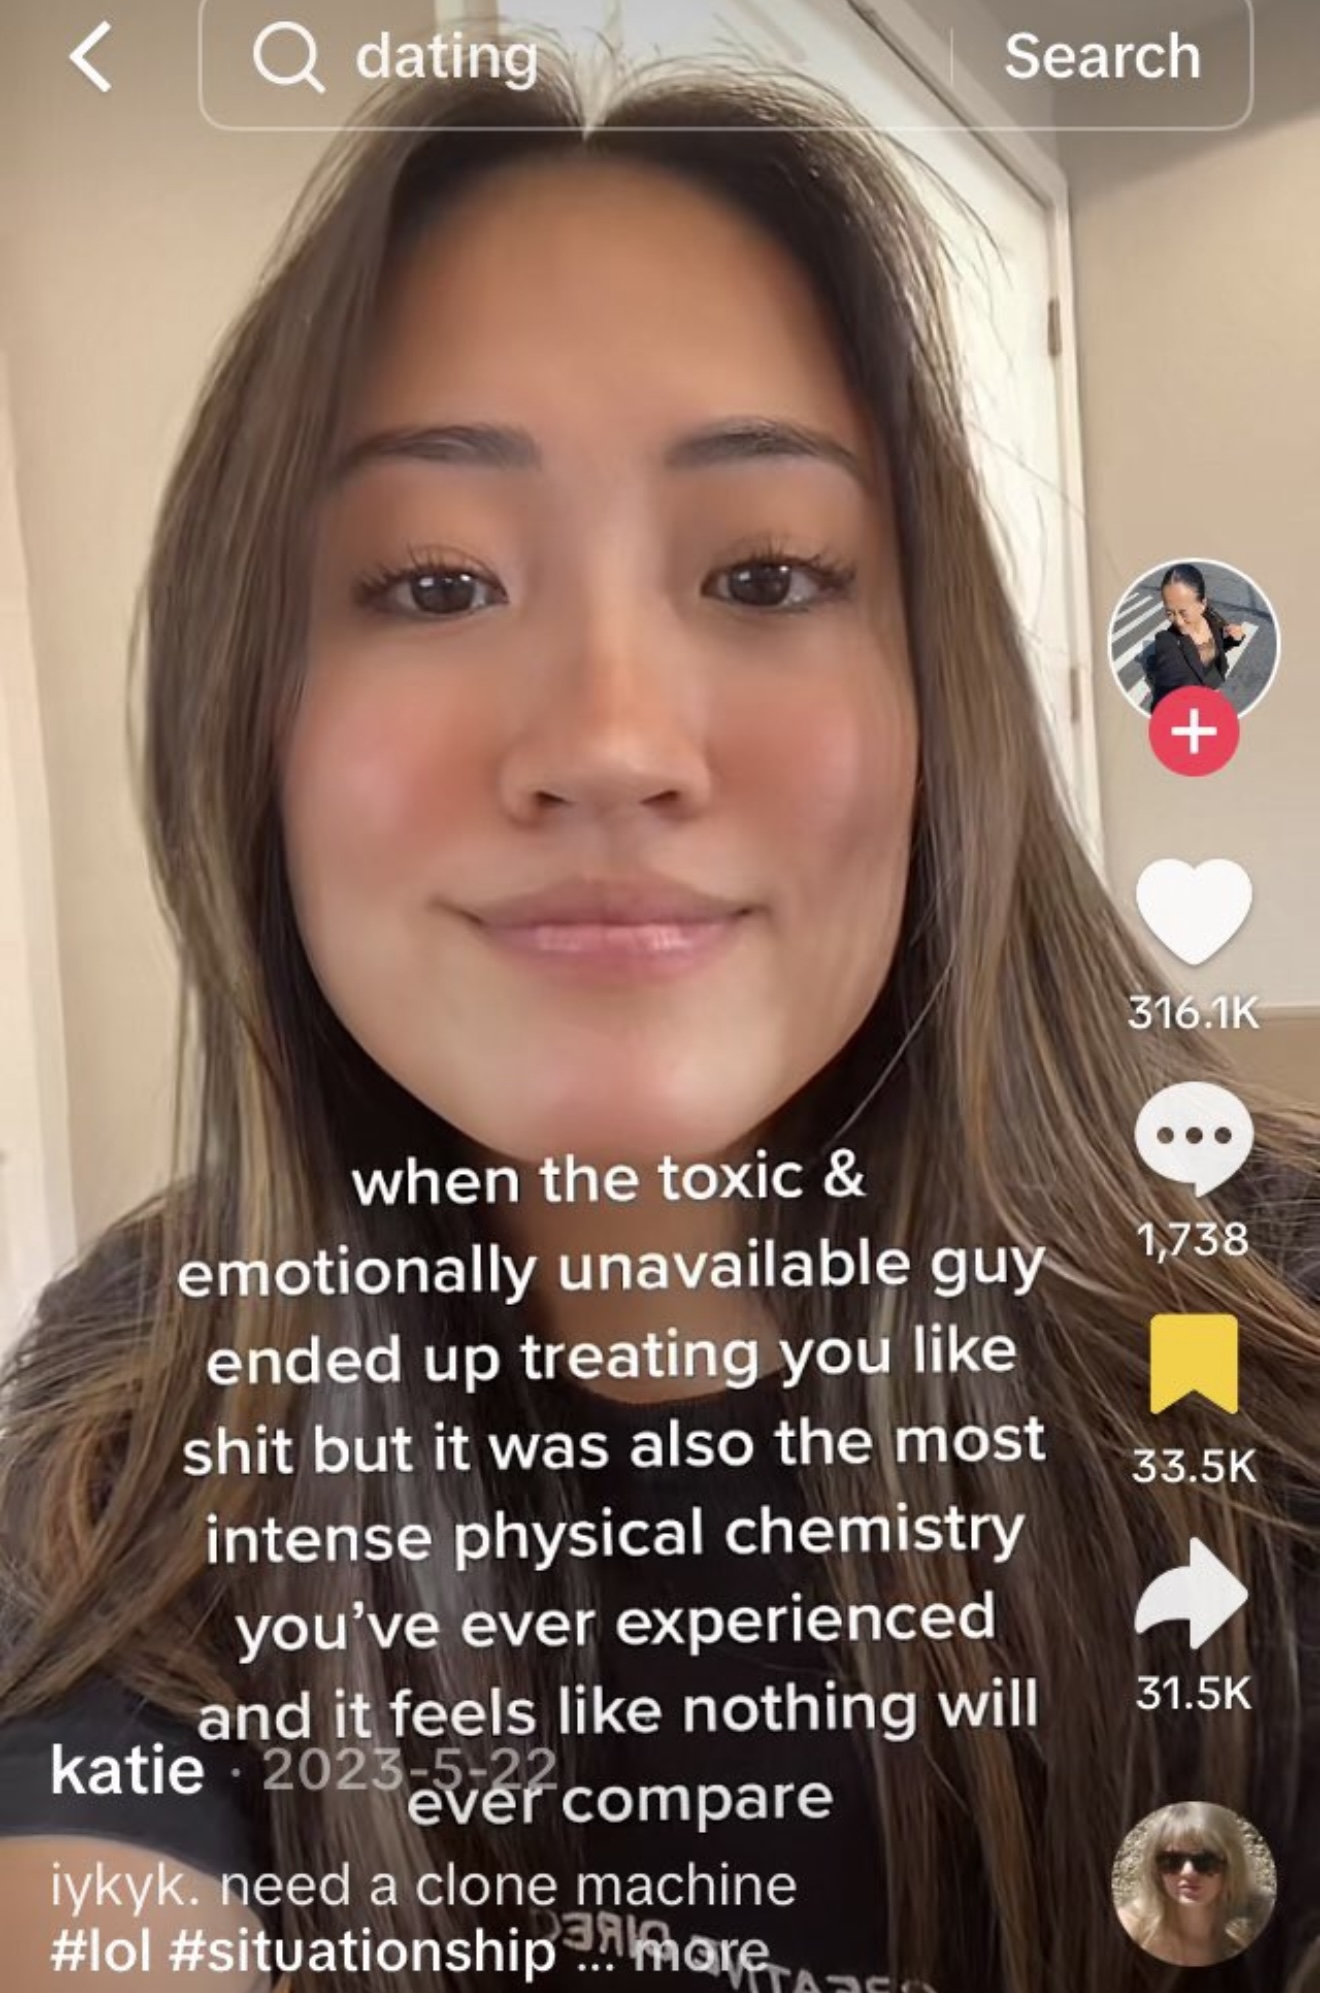 dating
Search
316.1K
1,738
33.5K
31.5K
when the toxic &
emotionally unavailable guy
ended up treating you like
shit but it was also the most
intense physical chemistry
you’ve ever experienced
and it feels like nothing will
ever compare
katie · 2023-5-22
iykyk. need a clone machine
#lol #situationship ... more